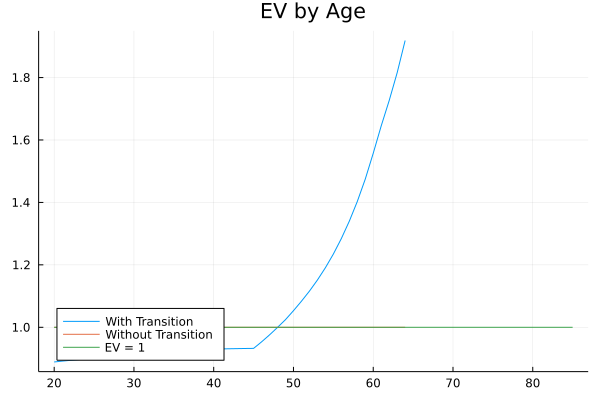 EV by Age
1.8
1.6
1.4
1.2
1.0
With Transition
Without Transition
EV = 1
20 30 40 50 60 70 80